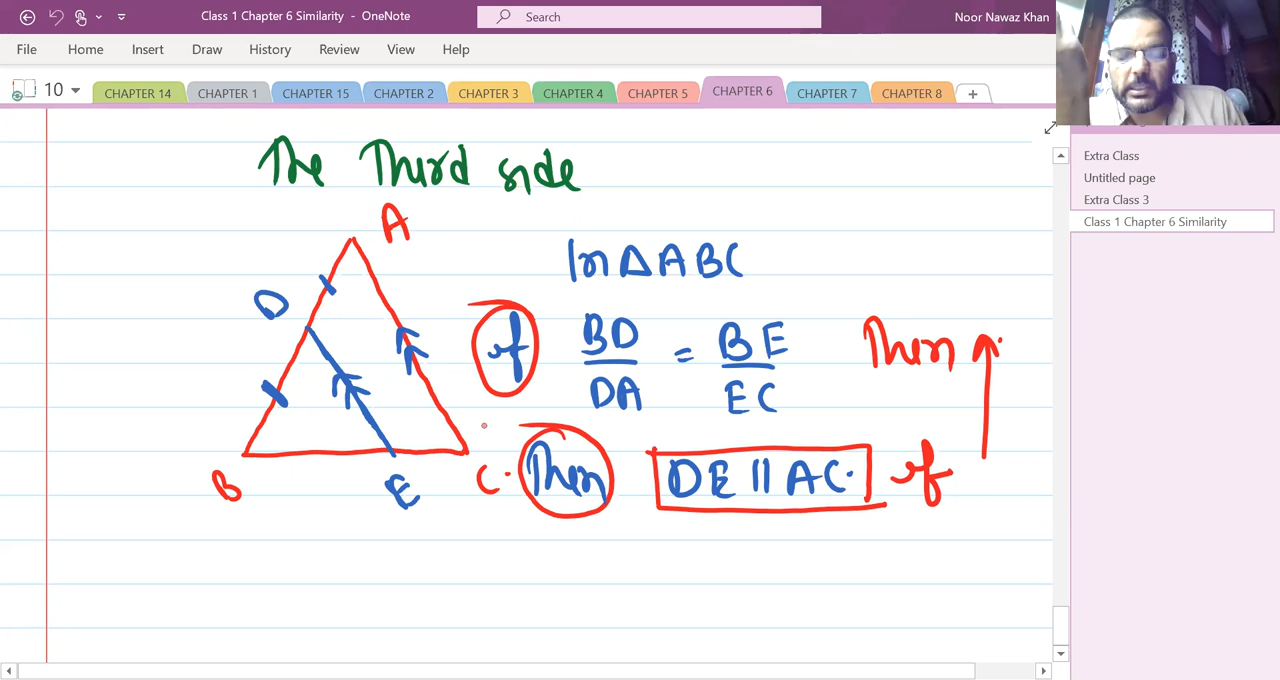 Class 1 Chapter 6 Similarity - OneNote
Search
Noor Nawaz Khan
File Home Insert Draw History Review View Help
10
CHAPTER 14 CHAPTER 1 CHAPTER 15 CHAPTER 2 CHAPTER 3 CHAPTER 4 CHAPTER 5 CHAPTER 6 CHAPTER 7 CHAPTER 8 +
Extra Class
Untitled page
Extra Class 3
Class 1 Chapter 6 Similarity
The Third side
A
In Δ ABC
D
if BD/DA = BE/EC Then
B E C. Then DE || AC. if